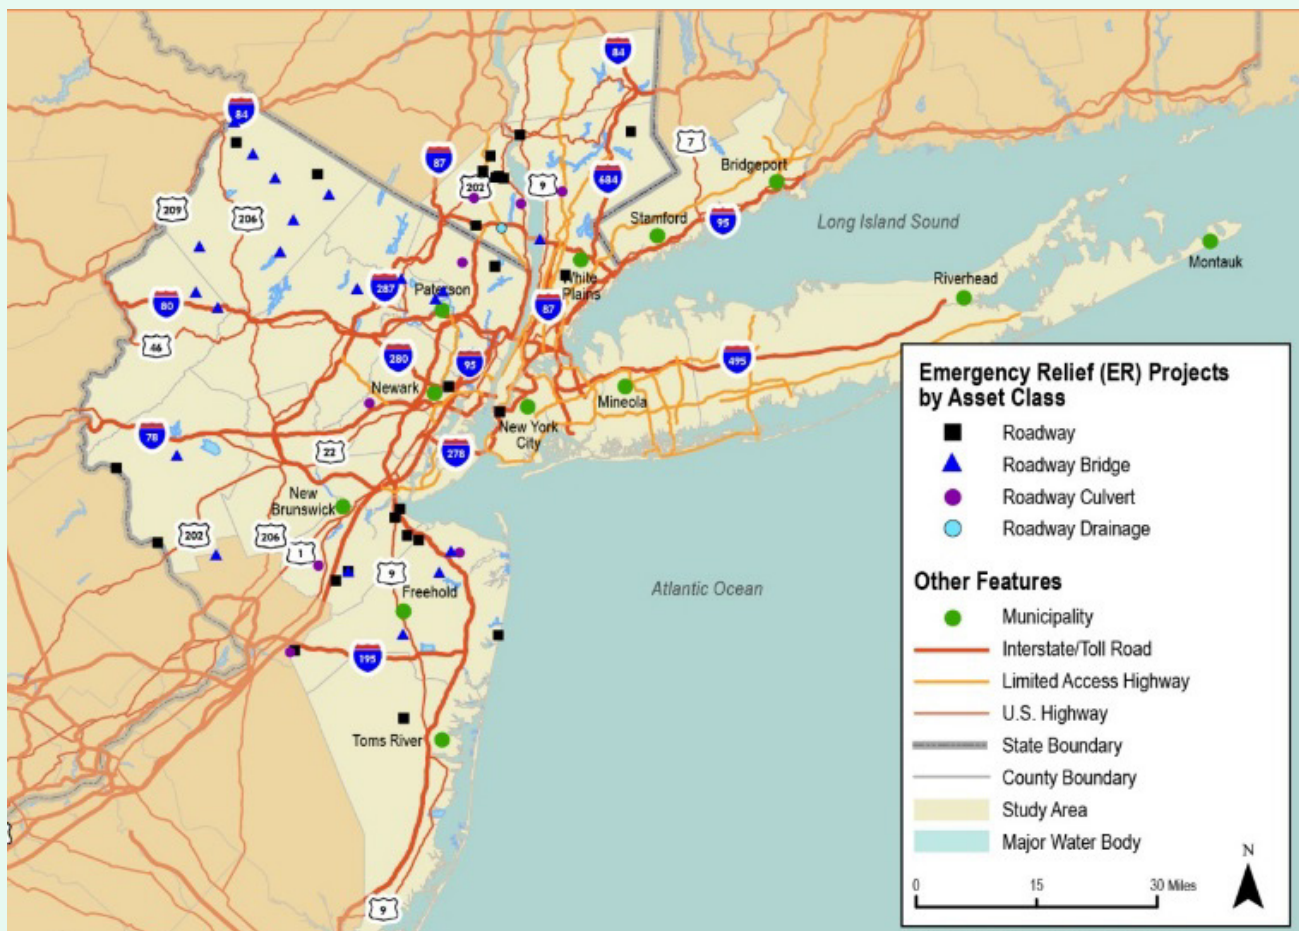 84
84
87
7
Bridgeport
202
9
684
209
206
Stamford
95
Long Island Sound
Montauk
Riverhead
White
Plains
287
Paterson
80
87
46
280
95
495
Newark
Mineola
New York
City
78
22
278
New
Brunswick
202
206
1
9
Freehold
Atlantic Ocean
195
Toms River
9
Emergency Relief (ER) Projects
by Asset Class
Roadway
Roadway Bridge
Roadway Culvert
Roadway Drainage
Other Features
Municipality
Interstate/Toll Road
Limited Access Highway
U.S. Highway
State Boundary
County Boundary
Study Area
Major Water Body
N
0 15 30 Miles